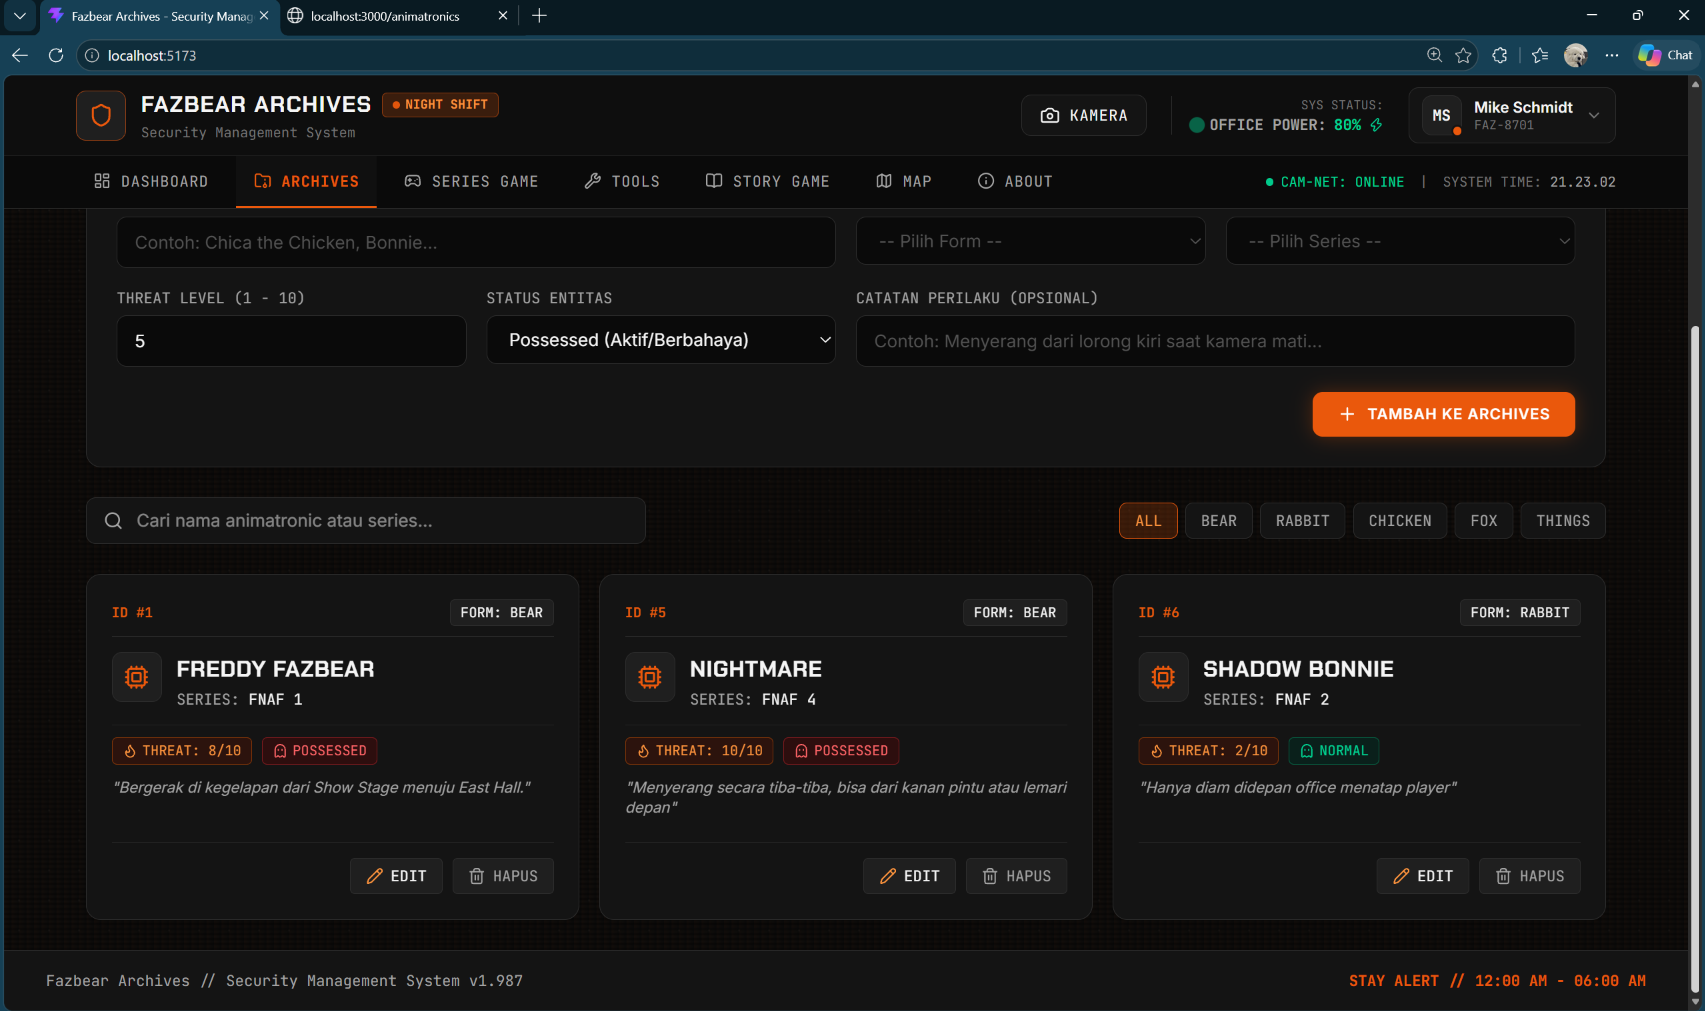 Fazbear Archives - Security Manag
localhost:3000/animatronics
localhost:5173
Chat
FAZBEAR ARCHIVES
NIGHT SHIFT
Security Management System
KAMERA
SYS STATUS:
OFFICE POWER: 80%
MS
Mike Schmidt
FAZ-8701
DASHBOARD
ARCHIVES
SERIES GAME
TOOLS
STORY GAME
MAP
ABOUT
CAM-NET: ONLINE | SYSTEM TIME: 21.23.02
Contoh: Chica the Chicken, Bonnie...
-- Pilih Form --
-- Pilih Series --
THREAT LEVEL (1 - 10)
STATUS ENTITAS
CATATAN PERILAKU (OPSIONAL)
5
Possessed (Aktif/Berbahaya)
Contoh: Menyerang dari lorong kiri saat kamera mati...
+ TAMBAH KE ARCHIVES
Cari nama animatronic atau series...
ALL
BEAR
RABBIT
CHICKEN
FOX
THINGS
ID #1
FORM: BEAR
FREDDY FAZBEAR
SERIES: FNAF 1
THREAT: 8/10
POSSESSED
"Bergerak di kegelapan dari Show Stage menuju East Hall."
EDIT
HAPUS
ID #5
FORM: BEAR
NIGHTMARE
SERIES: FNAF 4
THREAT: 10/10
POSSESSED
"Menyerang secara tiba-tiba, bisa dari kanan pintu atau lemari
depan"
EDIT
HAPUS
ID #6
FORM: RABBIT
SHADOW BONNIE
SERIES: FNAF 2
THREAT: 2/10
NORMAL
"Hanya diam didepan office menatap player"
EDIT
HAPUS
Fazbear Archives // Security Management System v1.987
STAY ALERT // 12:00 AM - 06:00 AM